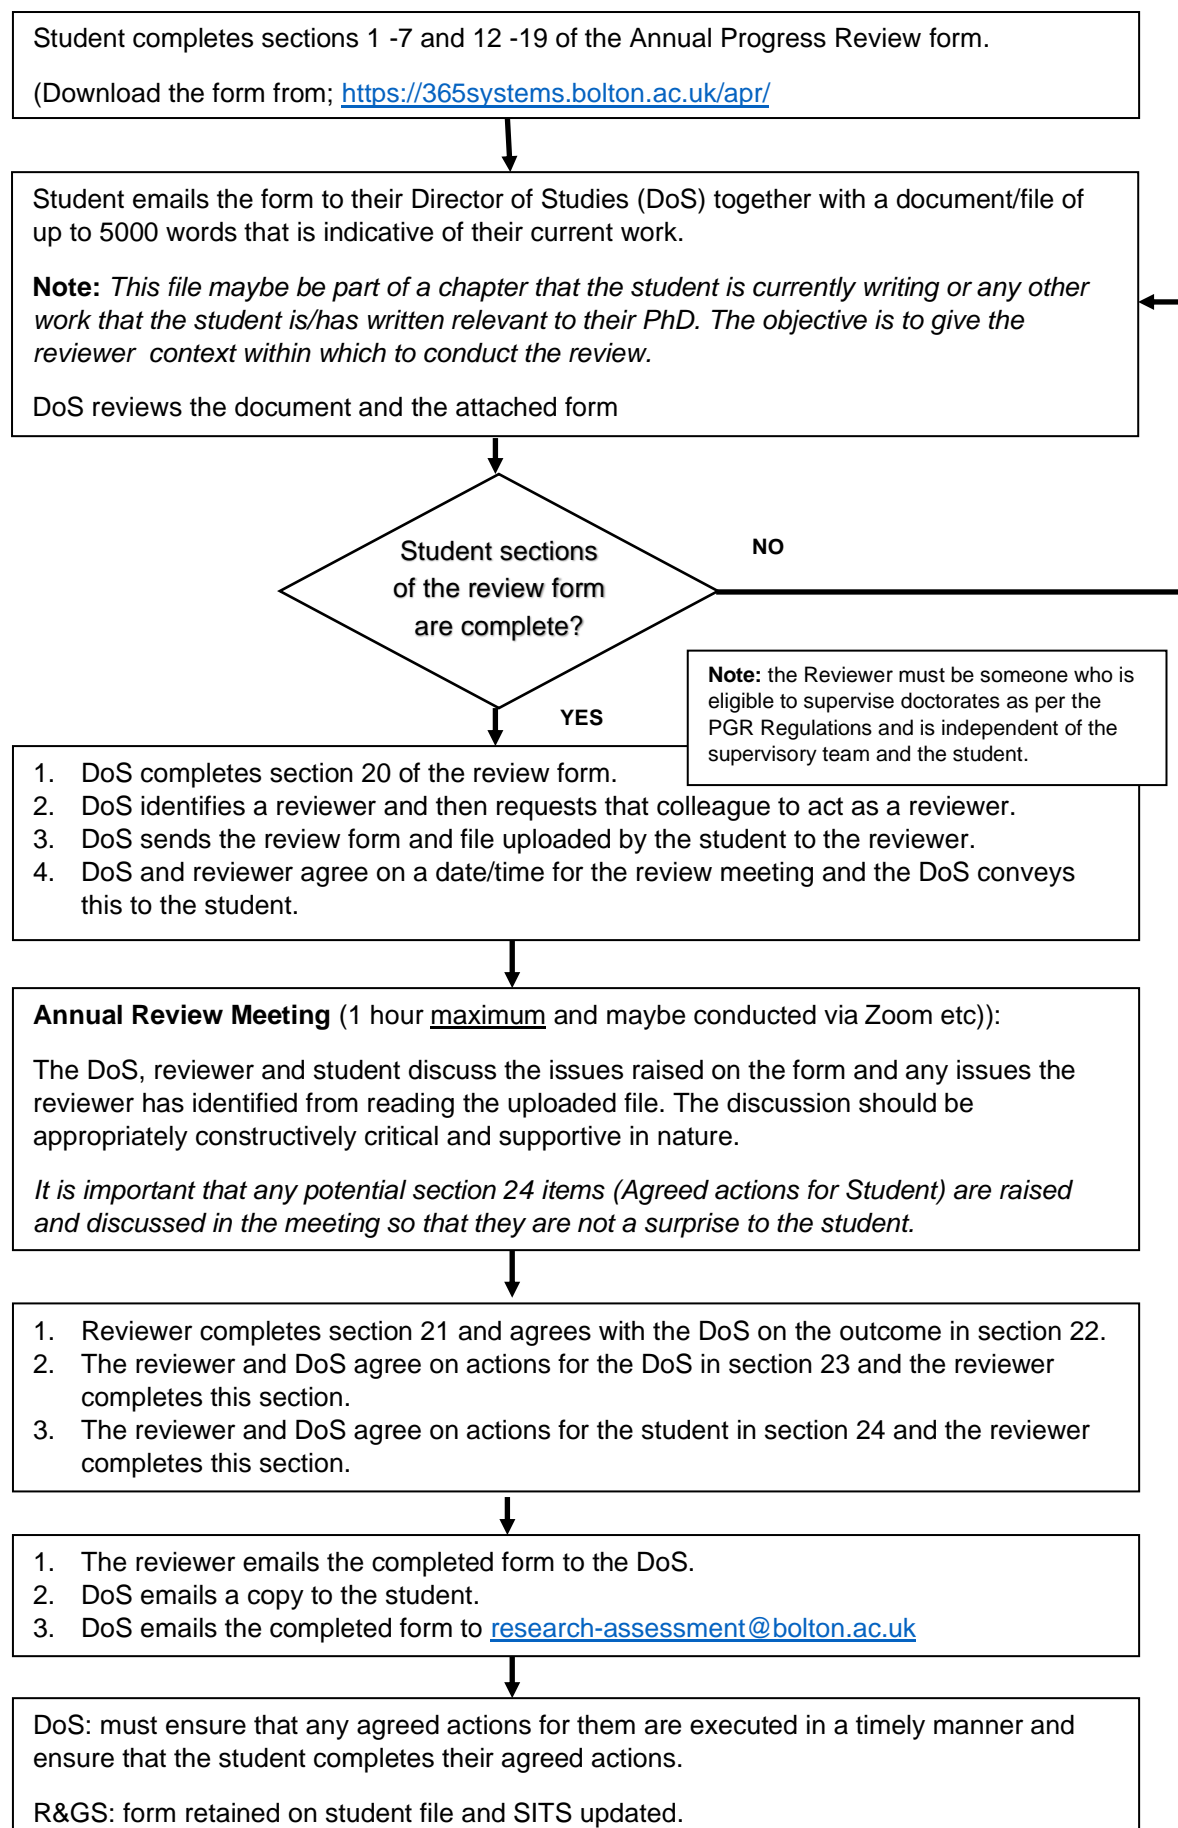 Student completes sections 1 -7 and 12 -19 of the Annual Progress Review form.
(Download the form from; https://365systems.bolton.ac.uk/apr/
Student emails the form to their Director of Studies (DoS) together with a document/file of
up to 5000 words that is indicative of their current work.
Note: This file maybe be part of a chapter that the student is currently writing or any other
work that the student is/has written relevant to their PhD. The objective is to give the
reviewer context within which to conduct the review.
DoS reviews the document and the attached form
Student sections
of the review form
are complete?
NO
YES
Note: the Reviewer must be someone who is
eligible to supervise doctorates as per the
PGR Regulations and is independent of the
supervisory team and the student.
1. DoS completes section 20 of the review form.
2. DoS identifies a reviewer and then requests that colleague to act as a reviewer.
3. DoS sends the review form and file uploaded by the student to the reviewer.
4. DoS and reviewer agree on a date/time for the review meeting and the DoS conveys
this to the student.
Annual Review Meeting (1 hour maximum and maybe conducted via Zoom etc)):
The DoS, reviewer and student discuss the issues raised on the form and any issues the
reviewer has identified from reading the uploaded file. The discussion should be
appropriately constructively critical and supportive in nature.
It is important that any potential section 24 items (Agreed actions for Student) are raised
and discussed in the meeting so that they are not a surprise to the student.
1. Reviewer completes section 21 and agrees with the DoS on the outcome in section 22.
2. The reviewer and DoS agree on actions for the DoS in section 23 and the reviewer
completes this section.
3. The reviewer and DoS agree on actions for the student in section 24 and the reviewer
completes this section.
1. The reviewer emails the completed form to the DoS.
2. DoS emails a copy to the student.
3. DoS emails the completed form to research-assessment@bolton.ac.uk
DoS: must ensure that any agreed actions for them are executed in a timely manner and
ensure that the student completes their agreed actions.
R&GS: form retained on student file and SITS updated.